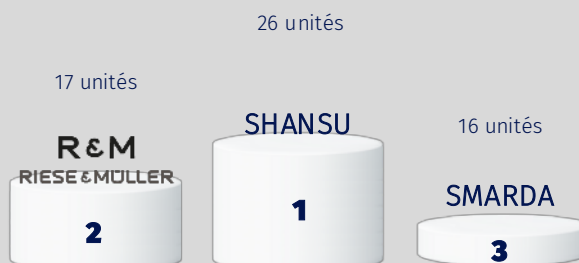 26 unités
17 unités
SHANSU
16 unités
R&M
RIESE & MÜLLER
SMARDA
1
2
3